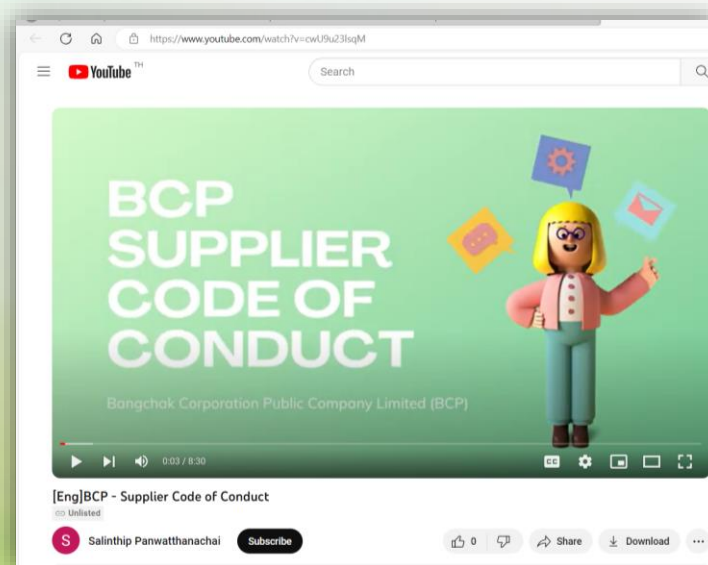 https://www.youtube.com/watch?v=cwU9u23lsqM
YouTube TH
Search
BCP
SUPPLIER
CODE OF
CONDUCT
Bangchak Corporation Public Company Limited (BCP)
0:03 / 8:30
CC
[Eng]BCP - Supplier Code of Conduct
Unlisted
S
Salinthip Panwatthanachai
Subscribe
0
Share
Download